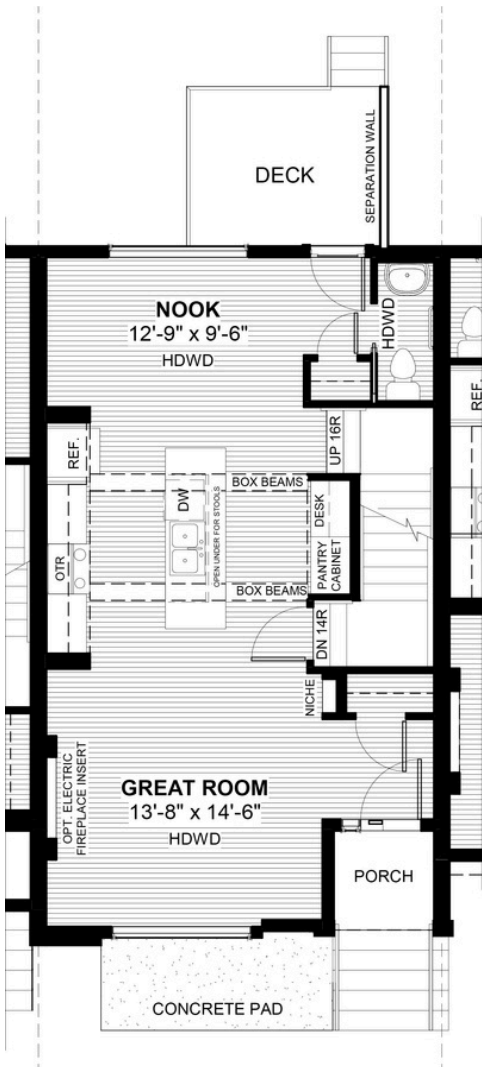 DECK
SEPARATION WALL
NOOK
12'-9" x 9'-6"
HDWD
HDWD
REF.
REF.
UP 16R
BOX BEAMS
DW
OPEN UNDER FOR STOOLS
DESK
PANTRY
CABINET
OTR
BOX BEAMS
DN 14R
NICHE
OPT. ELECTRIC
FIREPLACE INSERT
GREAT ROOM
13'-8" x 14'-6"
HDWD
PORCH
CONCRETE PAD